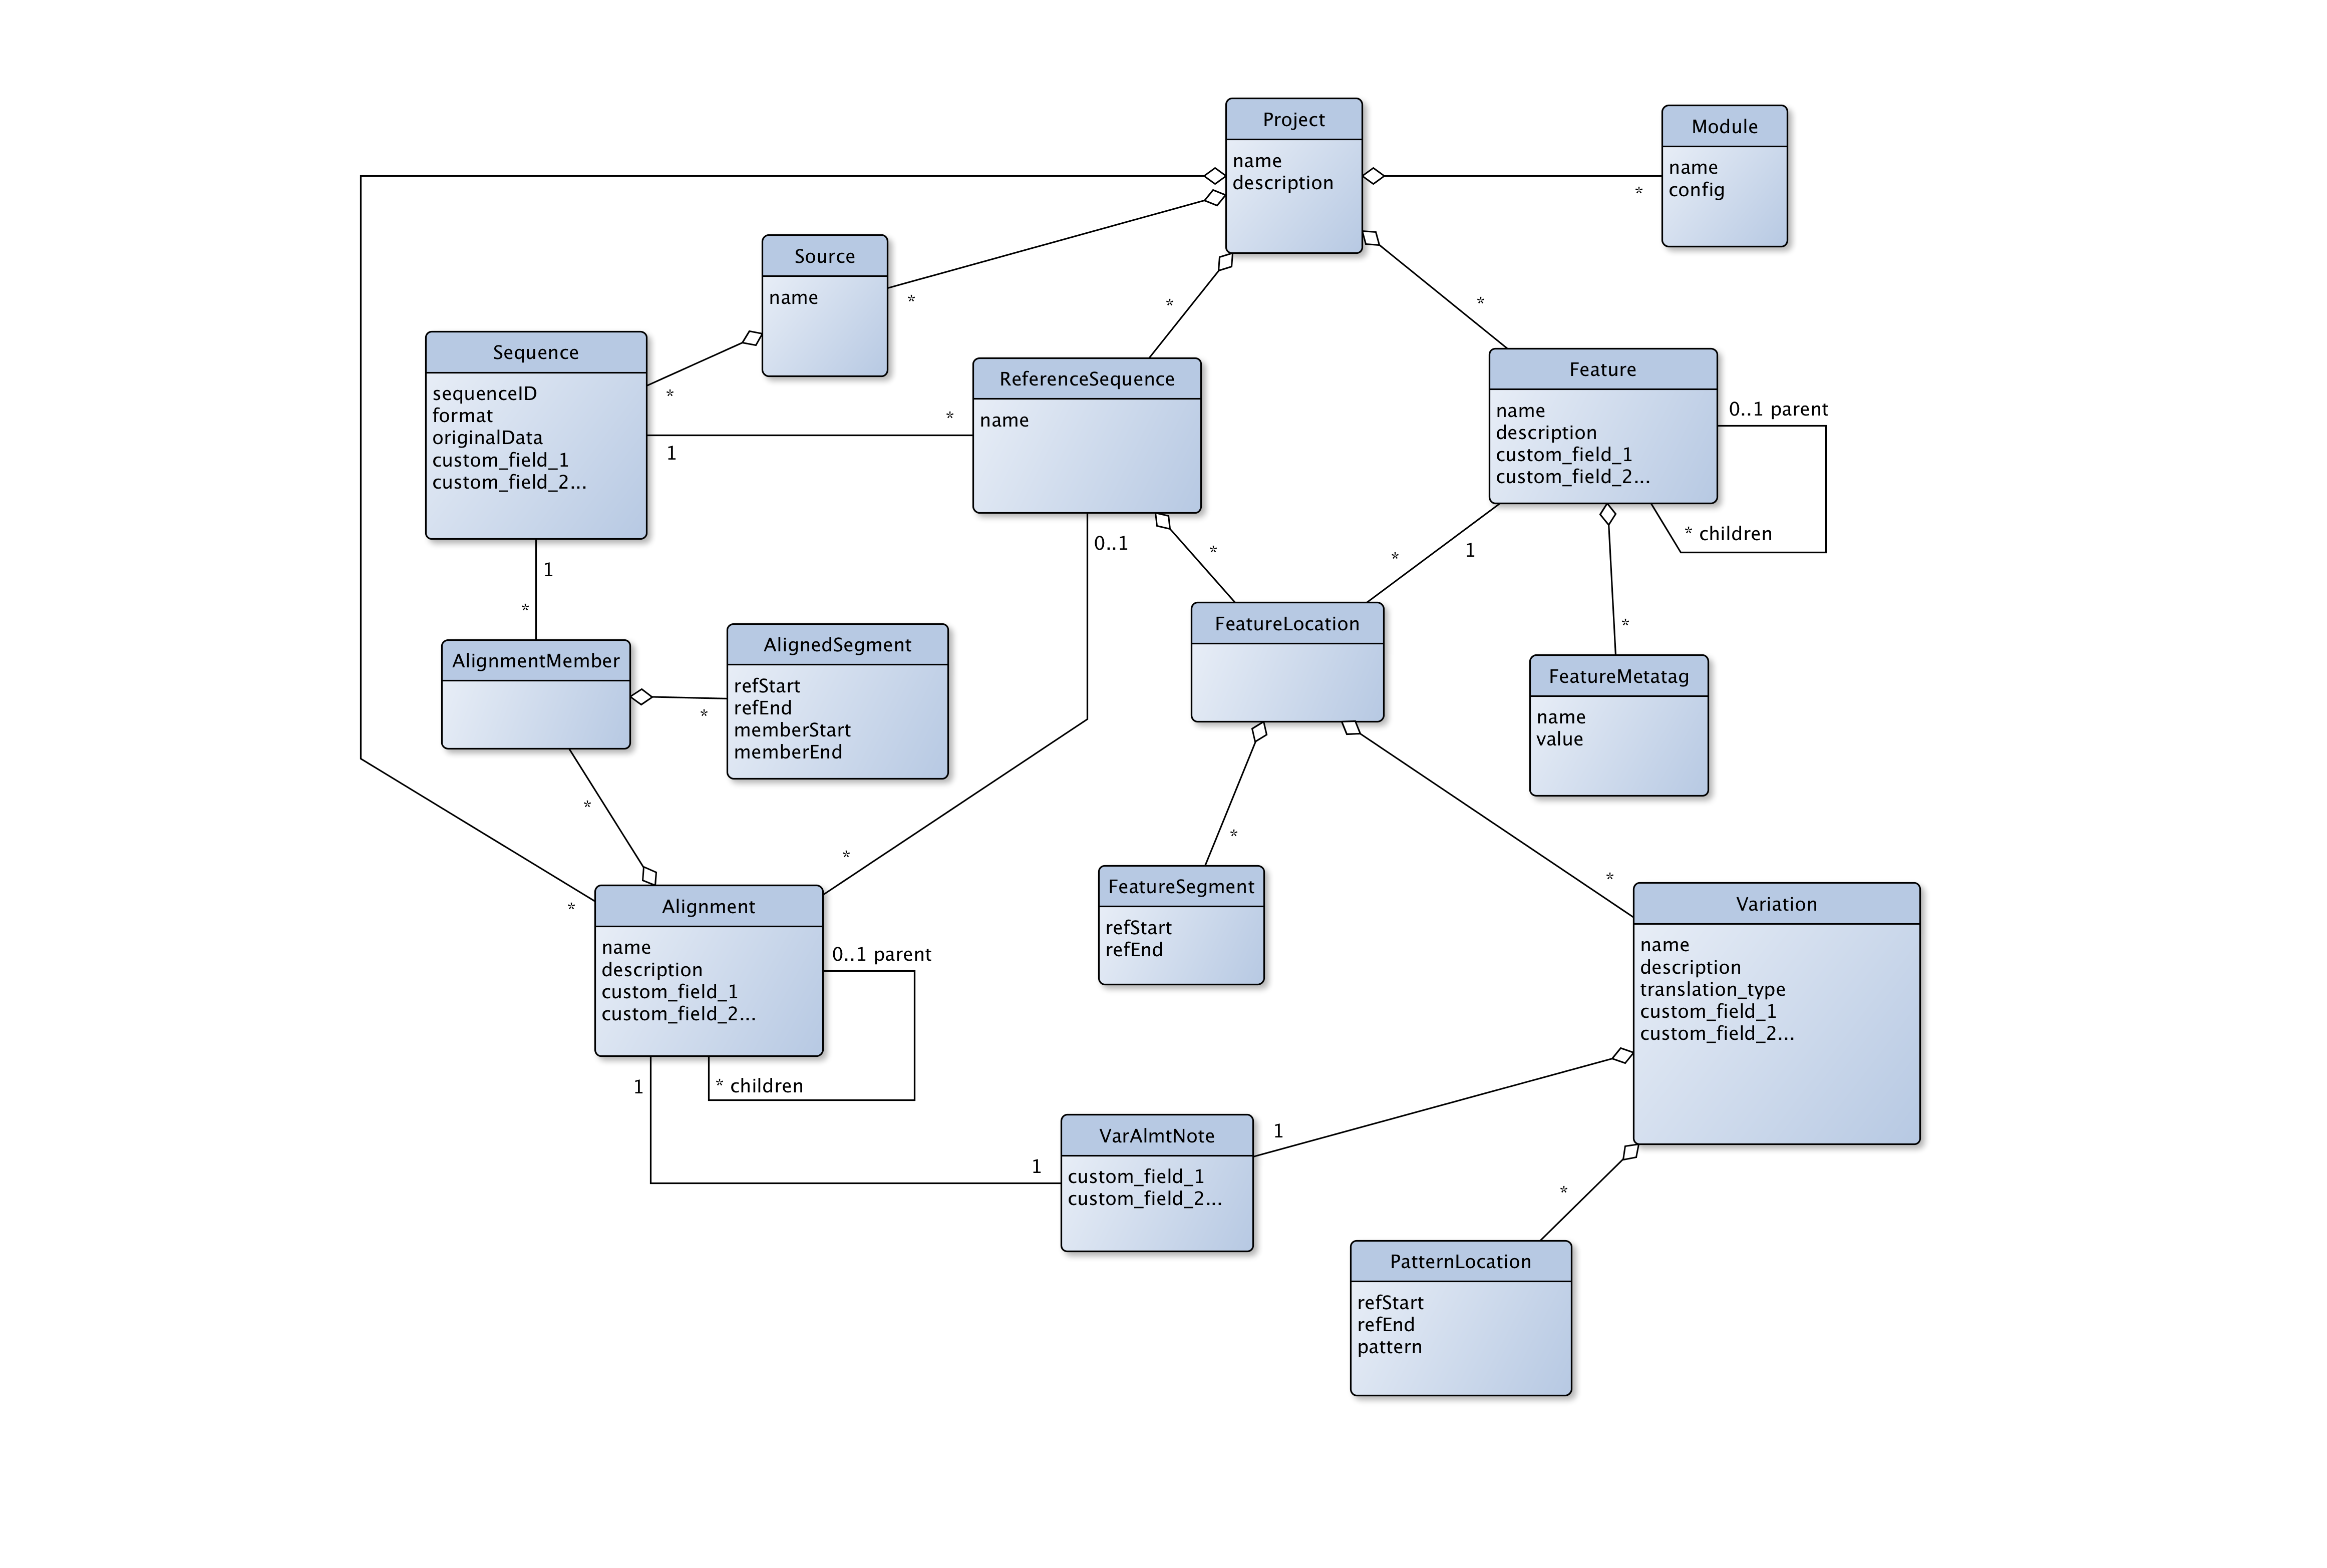 Project
name
description
*
Module
name
config
*
Source
name
*
*
*
Sequence
sequenceID
format
originalData
custom_field_1
custom_field_2...
*
1
ReferenceSequence
name
*
0..1
Feature
name
description
custom_field_1
custom_field_2...
0..1 parent
* children
*
*
1
1
*
AlignmentMember
AlignedSegment
refStart
refEnd
memberStart
memberEnd
*
FeatureLocation
*
FeatureMetatag
name
value
*
*
*
*
*
FeatureSegment
refStart
refEnd
Alignment
name
description
custom_field_1
custom_field_2...
0..1 parent
* children
1
Variation
name
description
translation_type
custom_field_1
custom_field_2...
1
1
VarAlmtNote
custom_field_1
custom_field_2...
*
PatternLocation
refStart
refEnd
pattern